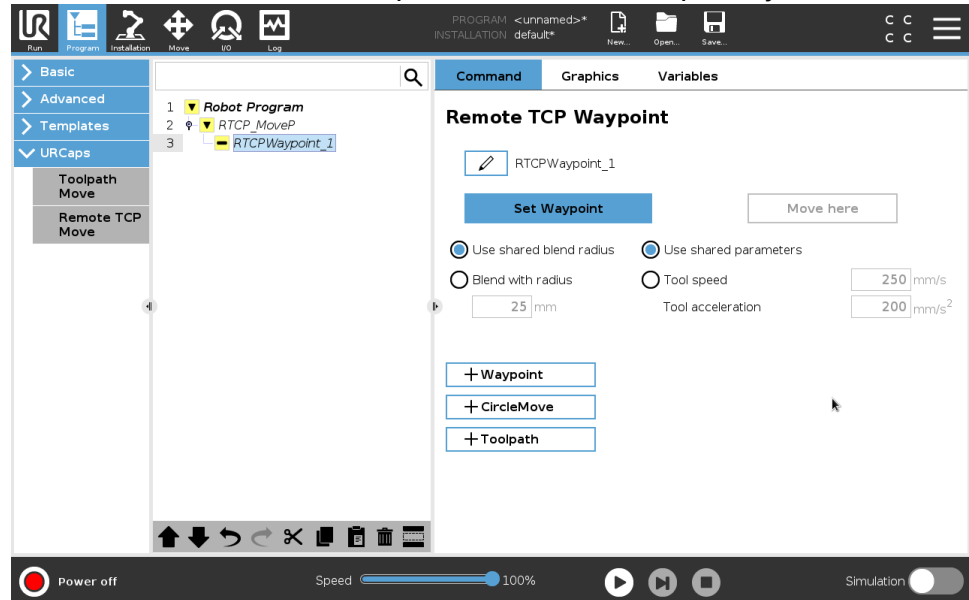 PROGRAM <unnamed>*
INSTALLATION default*
Run Program Installation Move I/O Log New... Open... Save...
C C
C C
Basic
Advanced
Templates
URCaps
Toolpath
Move
Remote TCP
Move
1 Robot Program
2 RTCP_MoveP
3 RTCPWaypoint_1
Command Graphics Variables
Remote TCP Waypoint
RTCPWaypoint_1
Set Waypoint Move here
Use shared blend radius Use shared parameters
Blend with radius Tool speed 250 mm/s
25 mm Tool acceleration 200 mm/s²
+Waypoint
+CircleMove
+Toolpath
Power off Speed 100% Simulation